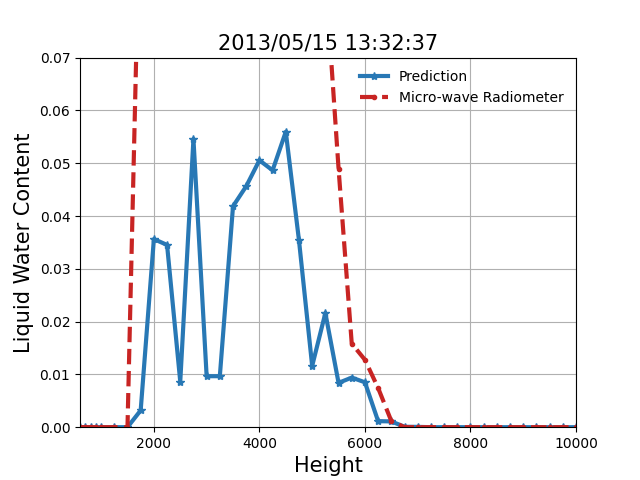 2013/05/15 13:32:37
Prediction
Micro-wave Radiometer
Liquid Water Content
0.07
0.06
0.05
0.04
0.03
0.02
0.01
0.00
2000 4000 6000 8000 10000
Height